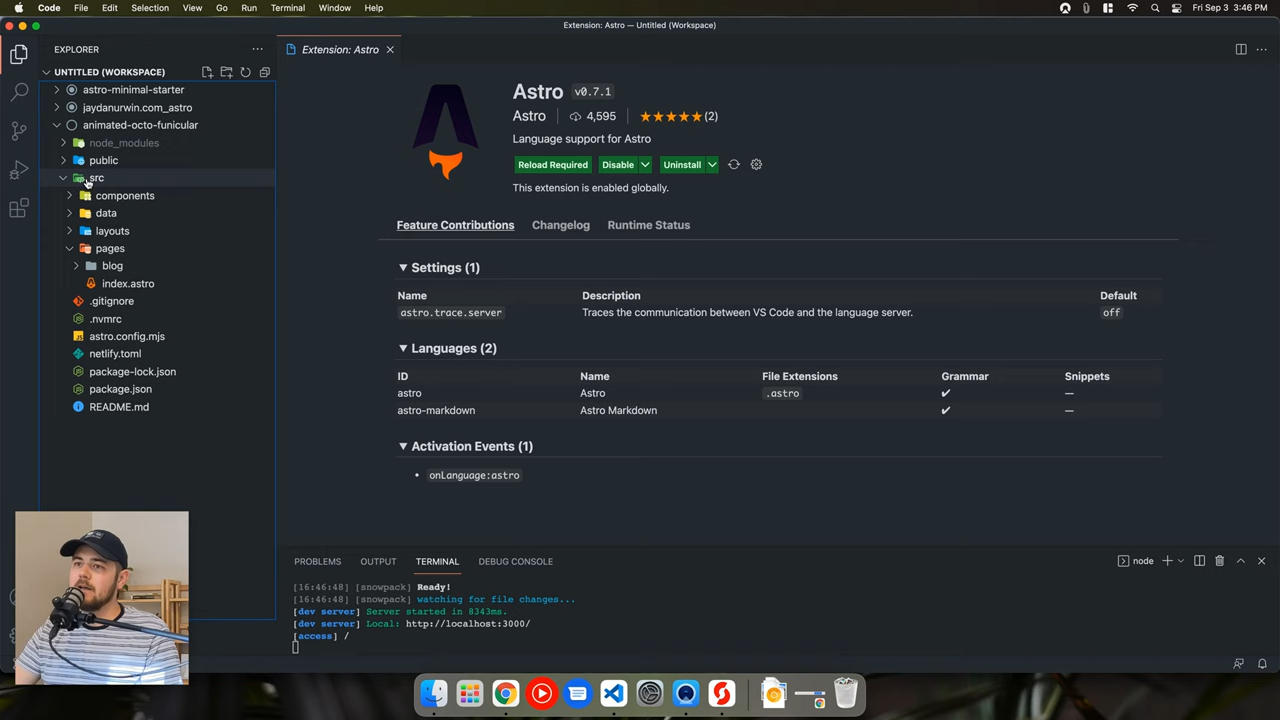 Code File Edit Selection View Go Run Terminal Window Help
Fri Sep 3 3:46 PM
Extension: Astro — Untitled (Workspace)
EXPLORER
UNTITLED (WORKSPACE)
astro-minimal-starter
jaydanurwin.com_astro
animated-octo-funicular
node_modules
public
src
components
data
layouts
pages
blog
index.astro
.gitignore
.nvmrc
astro.config.mjs
netlify.toml
package-lock.json
package.json
README.md
Extension: Astro
Astro v0.7.1
Astro 4,595 (2)
Language support for Astro
Reload Required Disable Uninstall
This extension is enabled globally.
Feature Contributions Changelog Runtime Status
Settings (1)
Name Description Default
astro.trace.server Traces the communication between VS Code and the language server. off
Languages (2)
ID Name File Extensions Grammar Snippets
astro Astro .astro ✔ —
astro-markdown Astro Markdown ✔ —
Activation Events (1)
• onLanguage:astro
PROBLEMS OUTPUT TERMINAL DEBUG CONSOLE
node
[16:46:48] [snowpack] Ready!
[16:46:48] [snowpack] watching for file changes...
[dev server] Server started in 8343ms.
[dev server] Local: http://localhost:3000/
[access] /